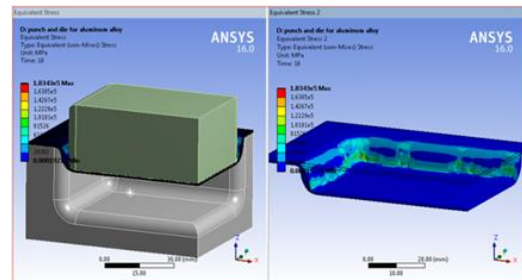 Equivalent Stress
D: punch and die for aluminum alloy
Equivalent Stress
Type: Equivalent (von-Mises) Stress
Unit: MPa
Time: 18
1.8343e5 Max
1.6305e5
1.4267e5
1.2229e5
1.0191e5
81526
ANSYS
16.0
0.00
15.00
30.00 (mm)
Z
X
Equivalent Stress 2
D: punch and die for aluminum alloy
Equivalent Stress 2
Type: Equivalent (von-Mises) Stress
Unit: MPa
Time: 18
1.8343e5 Max
1.6305e5
1.4267e5
1.2229e5
1.0191e5
81526
ANSYS
16.0
0.00
10.00
20.00 (mm)
Z
X